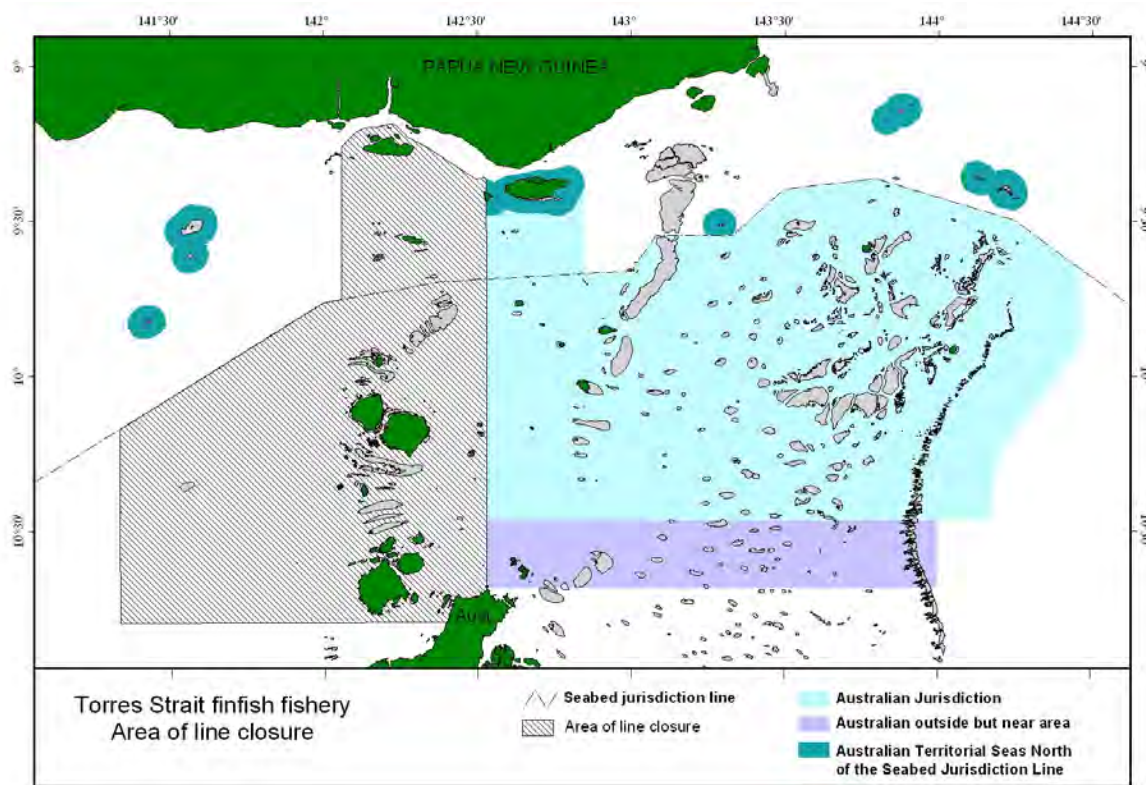 141°30' 142° 142°30' 143° 143°30' 144° 144°30'
9°
PAPUA NEW GUINEA
9°30'
10°
10°30'
Aust.
Torres Strait finfish fishery
Area of line closure
Seabed jurisdiction line
Area of line closure
Australian Jurisdiction
Australian outside but near area
Australian Territorial Seas North
of the Seabed Jurisdiction Line